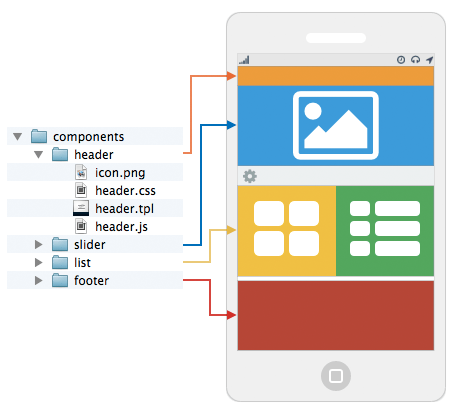 components
header
icon.png
header.css
header.tpl
header.js
slider
list
footer